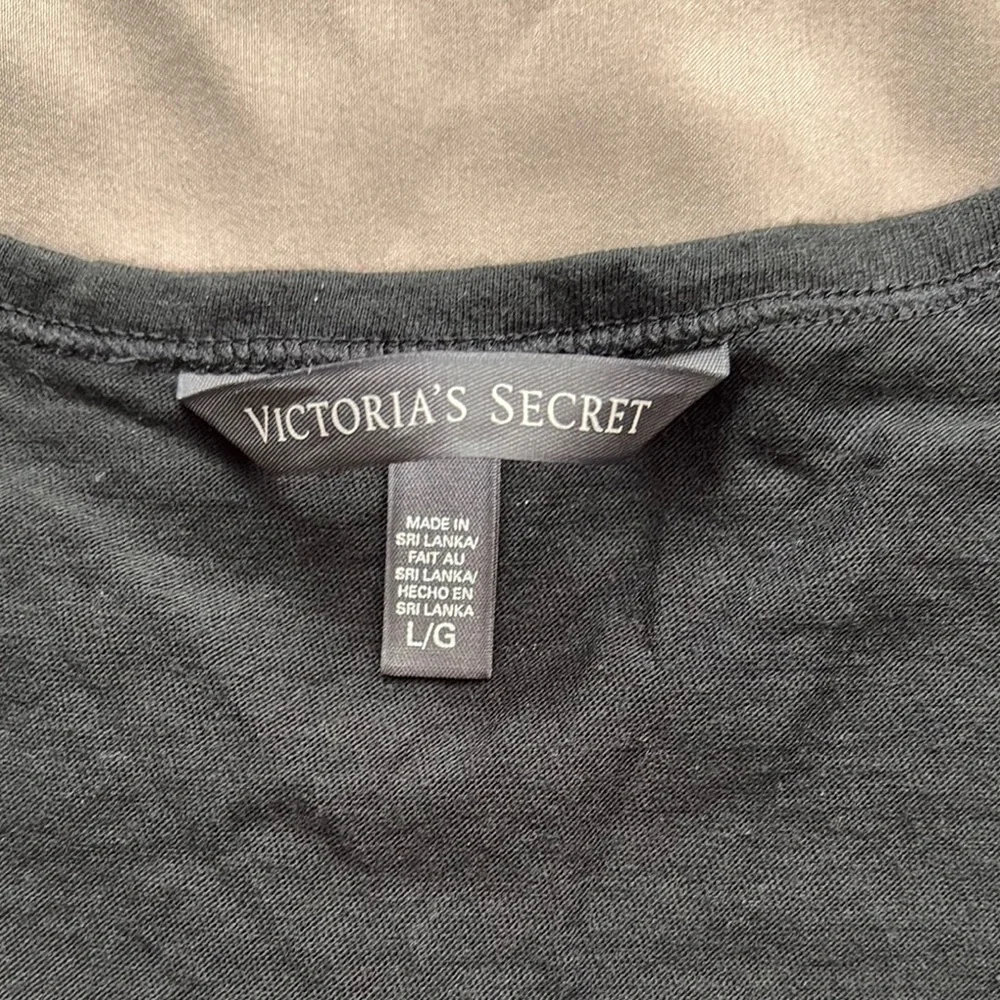 VICTORIA'S SECRET
MADE IN
SRI LANKA/
FAIT AU
SRI LANKA/
HECHO EN
SRI LANKA
L/G